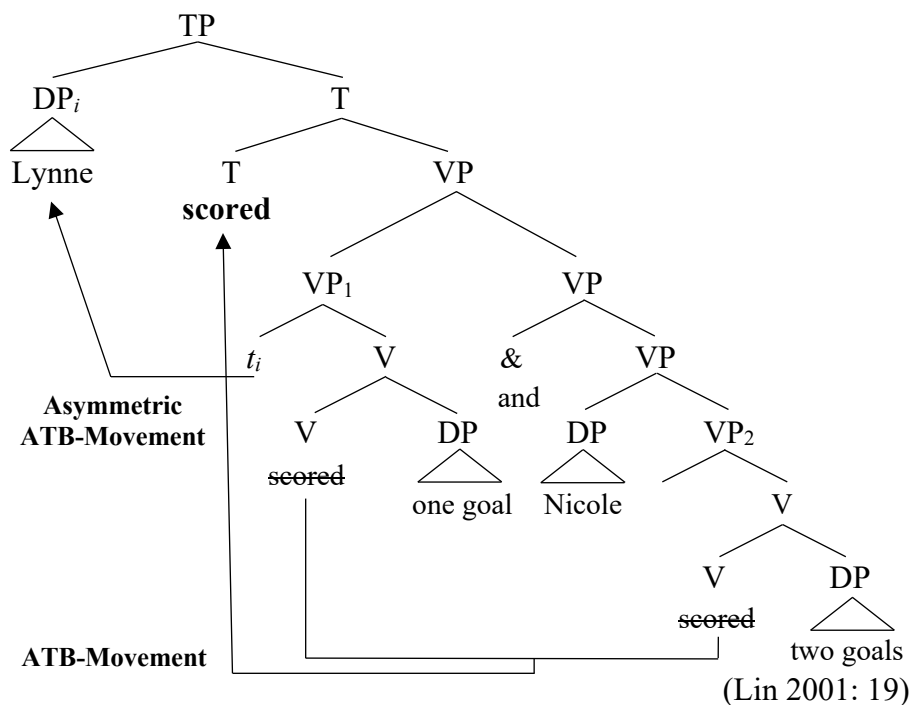 TP
DPi T
Lynne T VP
scored
VP1 VP
ti V & VP
and
Asymmetric
ATB-Movement
V DP DP VP2
scored one goal Nicole V
V DP
scored two goals
ATB-Movement
(Lin 2001: 19)